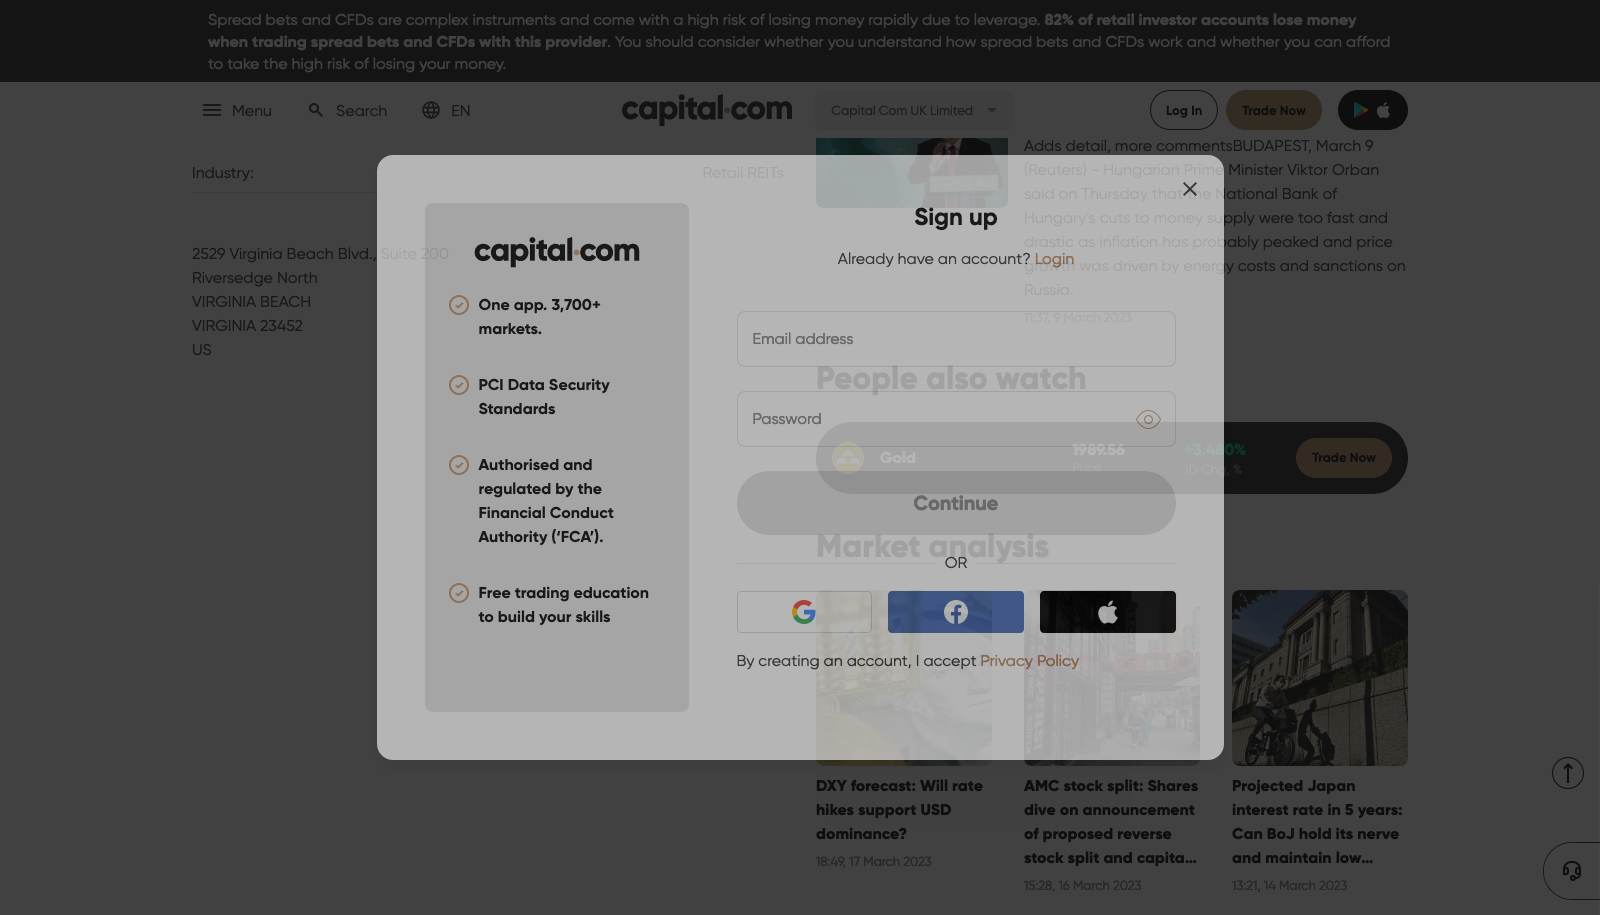 Spread bets and CFDs are complex instruments and come with a high risk of losing money rapidly due to leverage. 82% of retail investor accounts lose money
when trading spread bets and CFDs with this provider. You should consider whether you understand how spread bets and CFDs work and whether you can afford
to take the high risk of losing your money.
Menu
Search
EN
capital.com
Capital Com UK Limited
Log In
Trade Now
Industry:
Retail REITs
2529 Virginia Beach Blvd., Suite 200
Riversedge North
VIRGINIA BEACH
VIRGINIA 23452
US
Adds detail, more commentsBUDAPEST, March 9
(Reuters) - Hungarian Prime Minister Viktor Orban
said on Thursday that the National Bank of
Hungary's cuts to money supply were too fast and
drastic as inflation has probably peaked and price
growth was driven by energy costs and sanctions on
Russia.
11:37, 9 March 2023
capital.com
One app. 3,700+
markets.
PCI Data Security
Standards
Authorised and
regulated by the
Financial Conduct
Authority (‘FCA’).
Free trading education
to build your skills
Sign up
Already have an account? Login
Email address
Password
Continue
OR
By creating an account, I accept Privacy Policy
People also watch
Gold
1989.56
Price
+3.480%
1D Chg, %
Trade Now
Market analysis
DXY forecast: Will rate
hikes support USD
dominance?
18:49, 17 March 2023
AMC stock split: Shares
dive on announcement
of proposed reverse
stock split and capita...
15:28, 16 March 2023
Projected Japan
interest rate in 5 years:
Can BoJ hold its nerve
and maintain low...
13:21, 14 March 2023